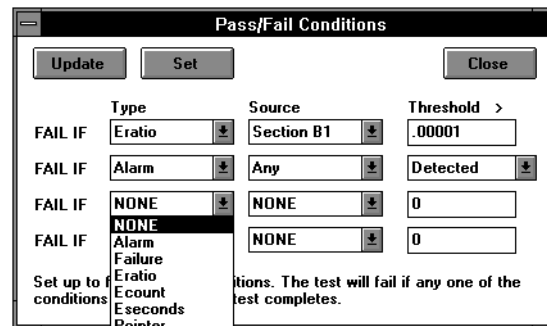 Pass/Fail Conditions
Update Set Close
Type Source Threshold >
FAIL IF Eratio Section B1 .00001
FAIL IF Alarm Any Detected
FAIL IF NONE NONE 0
NONE
Alarm
FAIL IF NONE 0
Failure
Eratio
Ecount
Eseconds
Pointer
Set up to f itions. The test will fail if any one of the
conditions test completes.